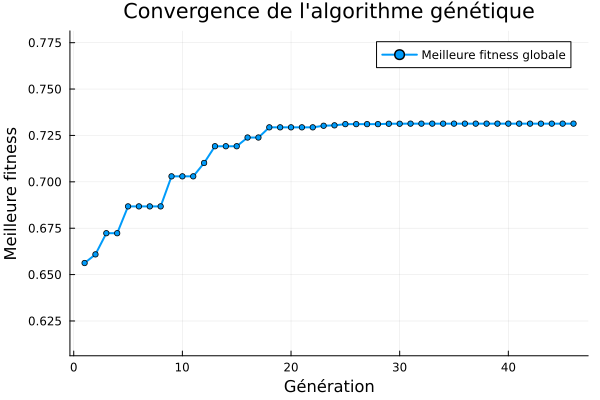 Convergence de l'algorithme génétique
Meilleure fitness globale
Meilleure fitness
0.775
0.750
0.725
0.700
0.675
0.650
0.625
0 10 20 30 40
Génération